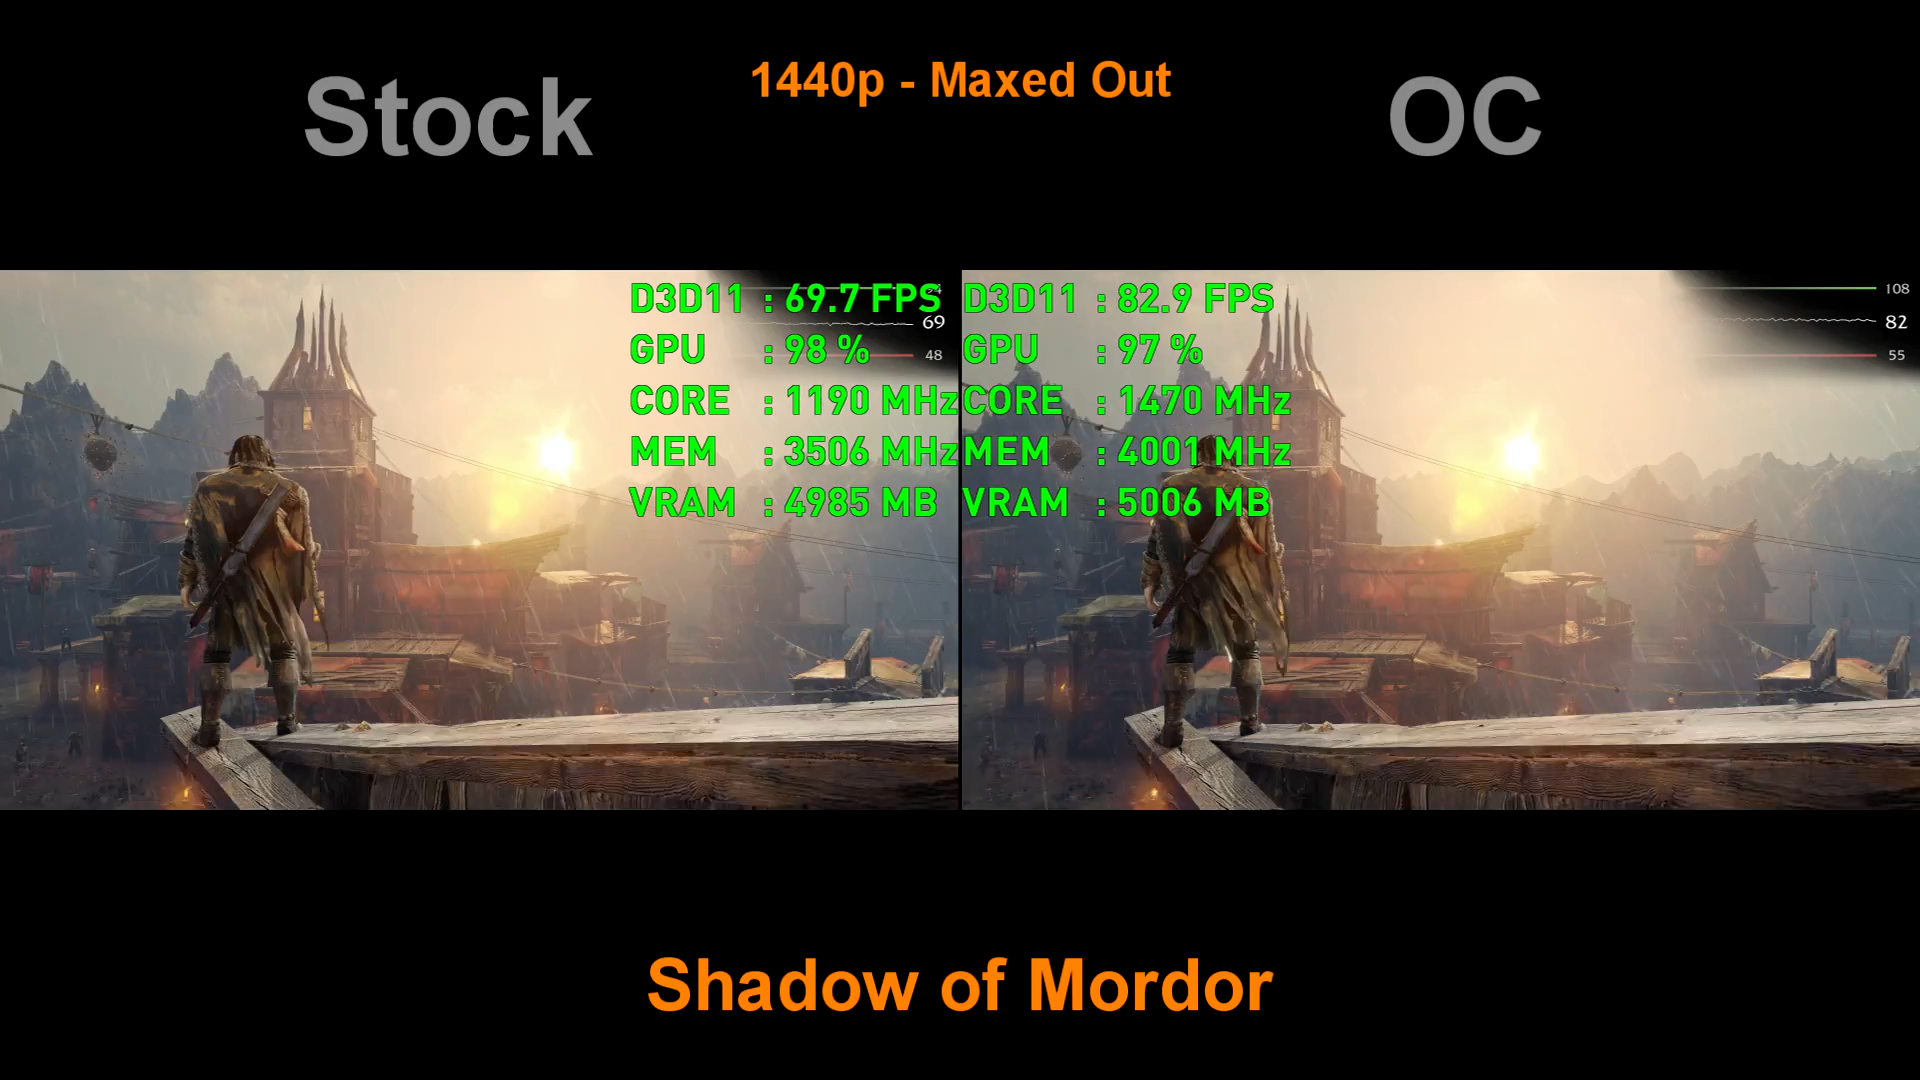 Stock
1440p - Maxed Out
OC
D3D11 : 69.7 FPS
69
GPU : 98 %
48
CORE : 1190 MHz
MEM : 3506 MHz
VRAM : 4985 MB
D3D11 : 82.9 FPS
108
82
GPU : 97 %
55
CORE : 1470 MHz
MEM : 4001 MHz
VRAM : 5006 MB
Shadow of Mordor